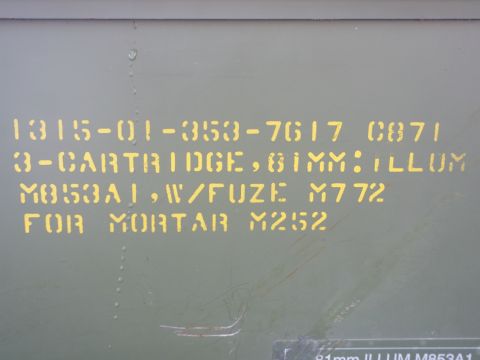 1315-01-353-7617 C871
3-CARTRIDGE, 81MM: ILLUM
M853A1, W/FUZE M772
FOR MORTAR M252
81mm ILLUM M853A1